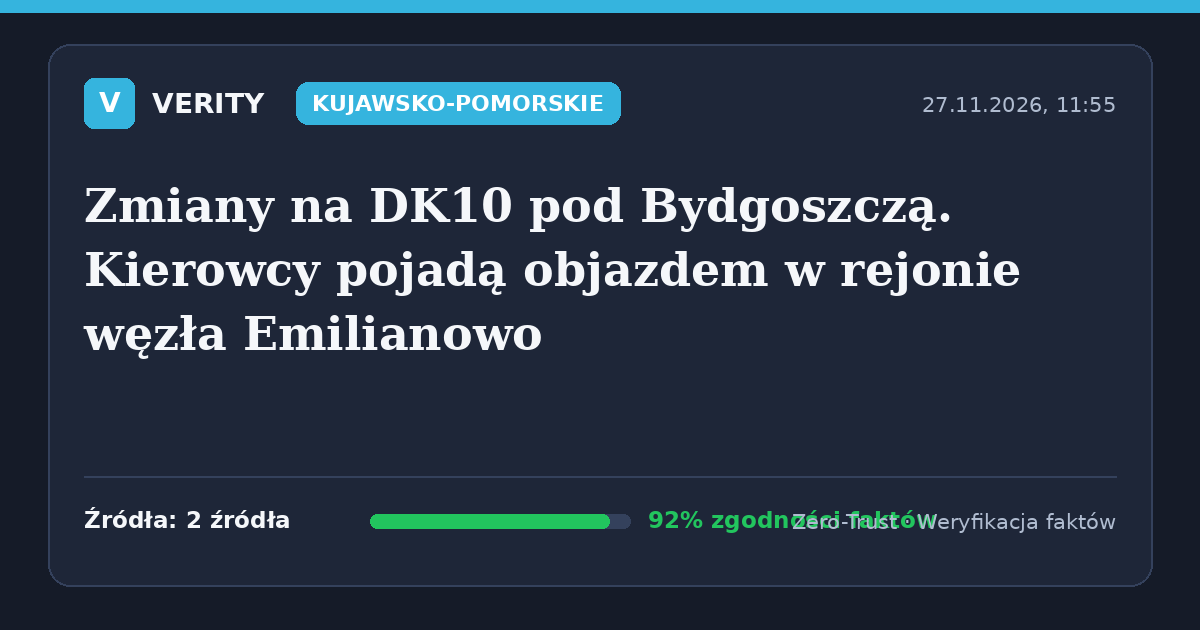 V VERITY KUJAWSKO-POMORSKIE 27.11.2026, 11:55
Zmiany na DK10 pod Bydgoszczą.
Kierowcy pojadą objazdem w rejonie
węzła Emilianowo
Źródła: 2 źródła 92% zgodności faktów Zero-Trust · Weryfikacja faktów